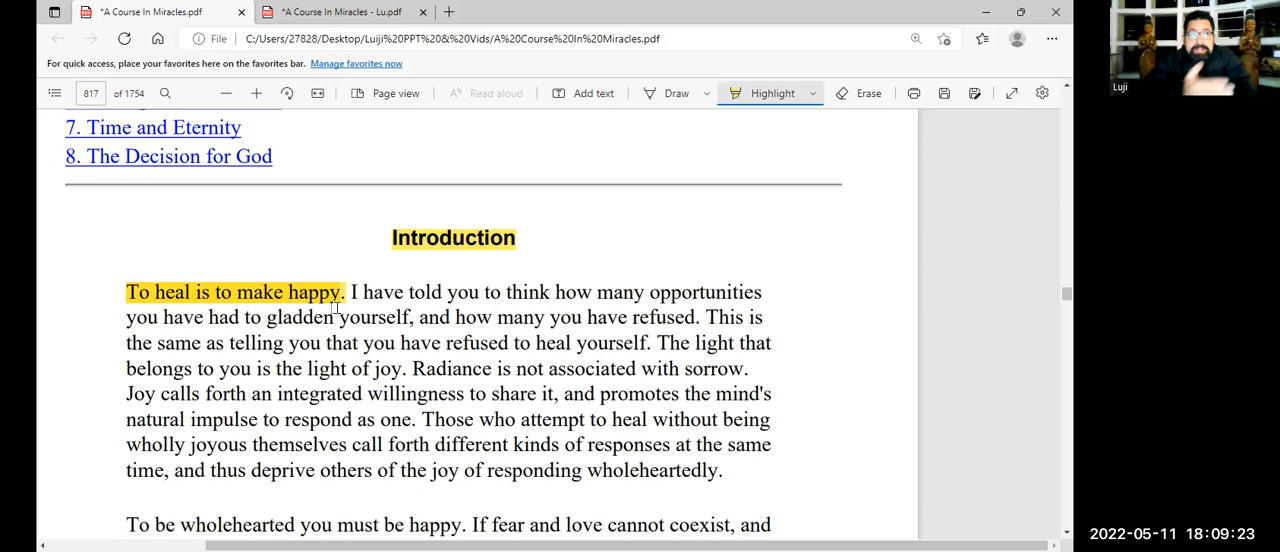 *A Course In Miracles.pdf
*A Course In Miracles - Lu.pdf
File
C:/Users/27828/Desktop/Luiji%20PPT%20&%20Vids/A%20Course%20In%20Miracles.pdf
For quick access, place your favorites here on the favorites bar. Manage favorites now
817 of 1754
Page view
Read aloud
Add text
Draw
Highlight
Erase
7. Time and Eternity
8. The Decision for God
Introduction
To heal is to make happy. I have told you to think how many opportunities
you have had to gladden yourself, and how many you have refused. This is
the same as telling you that you have refused to heal yourself. The light that
belongs to you is the light of joy. Radiance is not associated with sorrow.
Joy calls forth an integrated willingness to share it, and promotes the mind's
natural impulse to respond as one. Those who attempt to heal without being
wholly joyous themselves call forth different kinds of responses at the same
time, and thus deprive others of the joy of responding wholeheartedly.
To be wholehearted you must be happy. If fear and love cannot coexist, and
Luji
2022-05-11 18:09:23